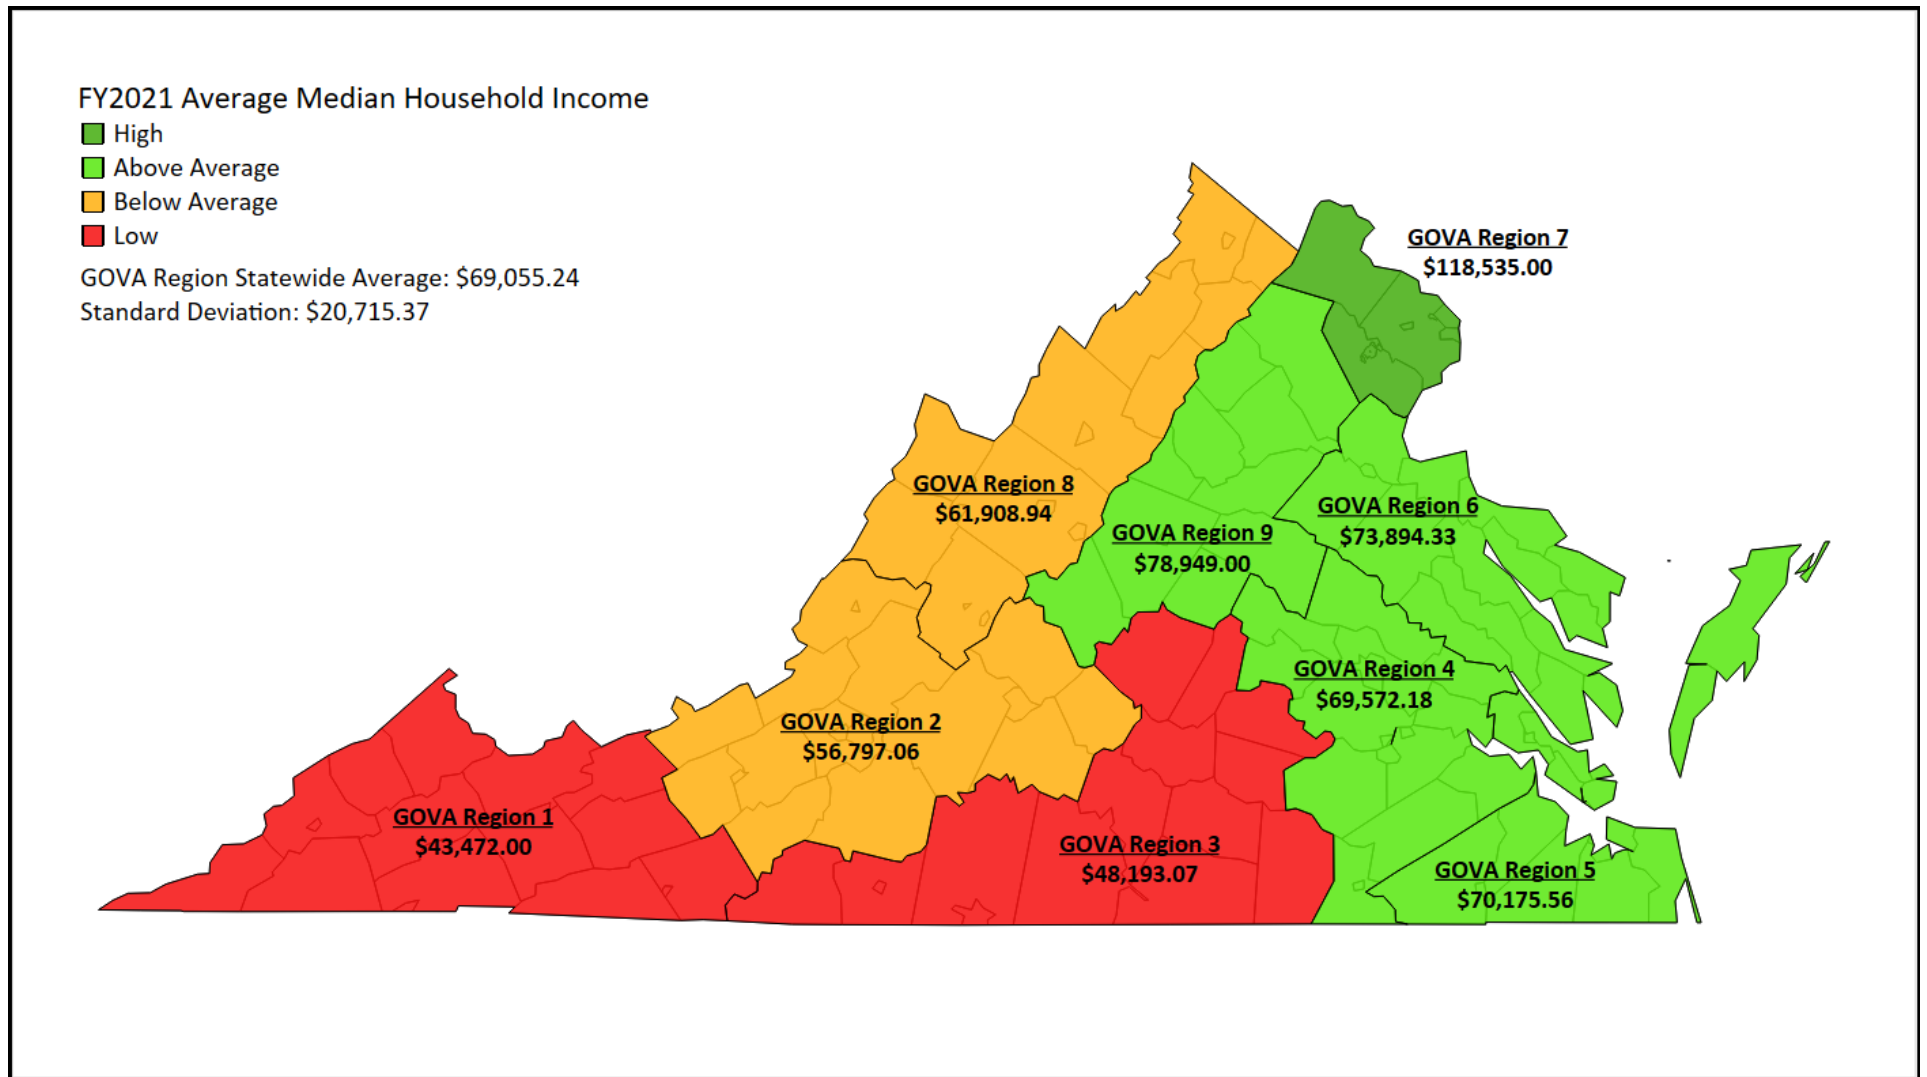 FY2021 Average Median Household Income
High
Above Average
Below Average
Low
GOVA Region Statewide Average: $69,055.24
Standard Deviation: $20,715.37
GOVA Region 7
$118,535.00
GOVA Region 8
$61,908.94
GOVA Region 6
$73,894.33
GOVA Region 9
$78,949.00
GOVA Region 4
$69,572.18
GOVA Region 2
$56,797.06
GOVA Region 1
$43,472.00
GOVA Region 3
$48,193.07
GOVA Region 5
$70,175.56